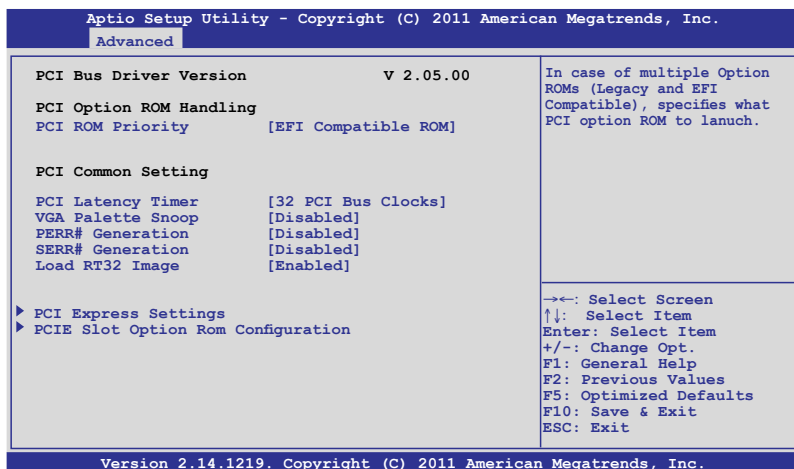 Aptio Setup Utility - Copyright (C) 2011 American Megatrends, Inc.
Advanced
PCI Bus Driver Version V 2.05.00
PCI Option ROM Handling
PCI ROM Priority [EFI Compatible ROM]
PCI Common Setting
PCI Latency Timer [32 PCI Bus Clocks]
VGA Palette Snoop [Disabled]
PERR# Generation [Disabled]
SERR# Generation [Disabled]
Load RT32 Image [Enabled]
PCI Express Settings
PCIE Slot Option Rom Configuration
In case of multiple Option
ROMs (Legacy and EFI
Compatible), specifies what
PCI option ROM to lanuch.
→←: Select Screen
↑↓: Select Item
Enter: Select Item
+/-: Change Opt.
F1: General Help
F2: Previous Values
F5: Optimized Defaults
F10: Save & Exit
ESC: Exit
Version 2.14.1219. Copyright (C) 2011 American Megatrends, Inc.